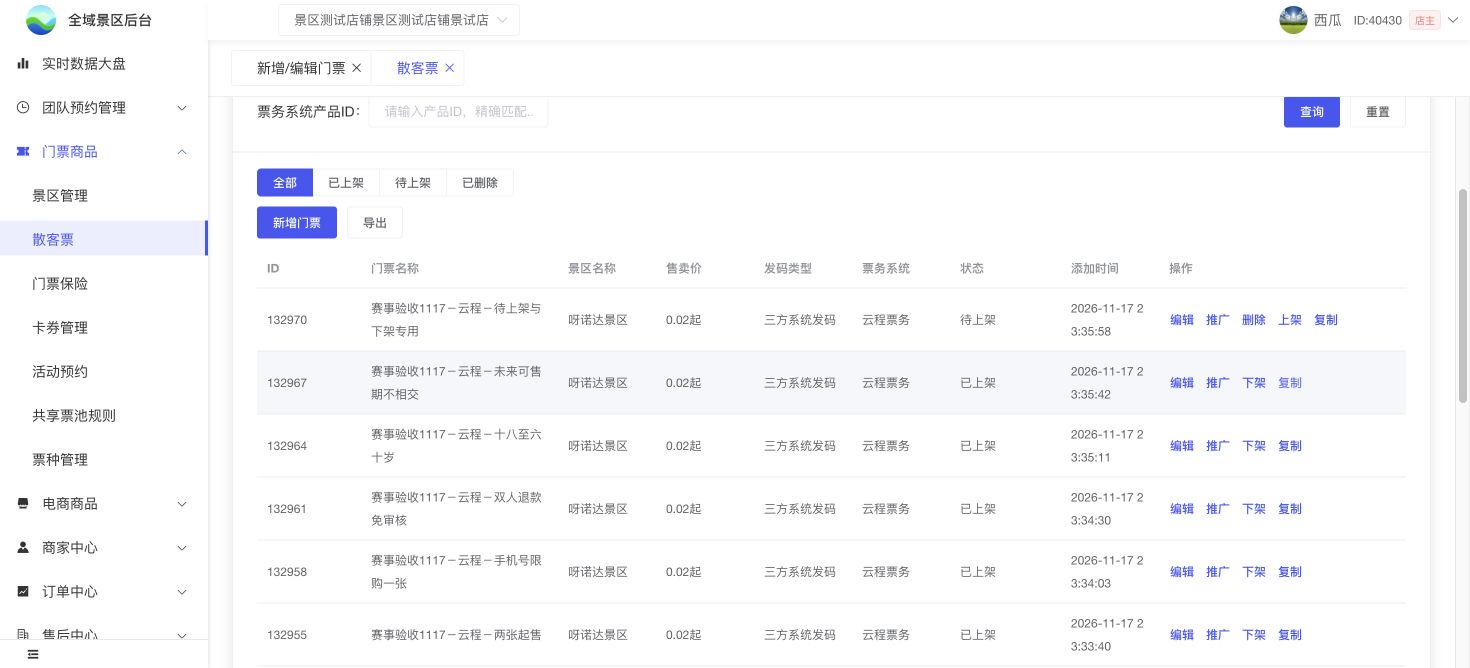 全域景区后台
景区测试店铺景区测试店铺景试店
西瓜 ID:40430 店主
实时数据大盘
团队预约管理
门票商品
景区管理
散客票
门票保险
卡券管理
活动预约
共享票池规则
票种管理
电商商品
商家中心
订单中心
售后中心
新增/编辑门票 散客票
票务系统产品ID: 请输入产品ID，精确匹配.. 查询 重置
全部 已上架 待上架 已删除
新增门票 导出
ID 门票名称 景区名称 售卖价 发码类型 票务系统 状态 添加时间 操作
132970 赛事验收1117－云程－待上架与 呀诺达景区 0.02起 三方系统发码 云程票务 待上架 2026-11-17 2 编辑 推广 删除 上架 复制
下架专用 3:35:58
132967 赛事验收1117－云程－未来可售 呀诺达景区 0.02起 三方系统发码 云程票务 已上架 2026-11-17 2 编辑 推广 下架 复制
期不相交 3:35:42
132964 赛事验收1117－云程－十八至六 呀诺达景区 0.02起 三方系统发码 云程票务 已上架 2026-11-17 2 编辑 推广 下架 复制
十岁 3:35:11
132961 赛事验收1117－云程－双人退款 呀诺达景区 0.02起 三方系统发码 云程票务 已上架 2026-11-17 2 编辑 推广 下架 复制
免审核 3:34:30
132958 赛事验收1117－云程－手机号限 呀诺达景区 0.02起 三方系统发码 云程票务 已上架 2026-11-17 2 编辑 推广 下架 复制
购一张 3:34:03
132955 赛事验收1117－云程－两张起售 呀诺达景区 0.02起 三方系统发码 云程票务 已上架 2026-11-17 2 编辑 推广 下架 复制
3:33:40